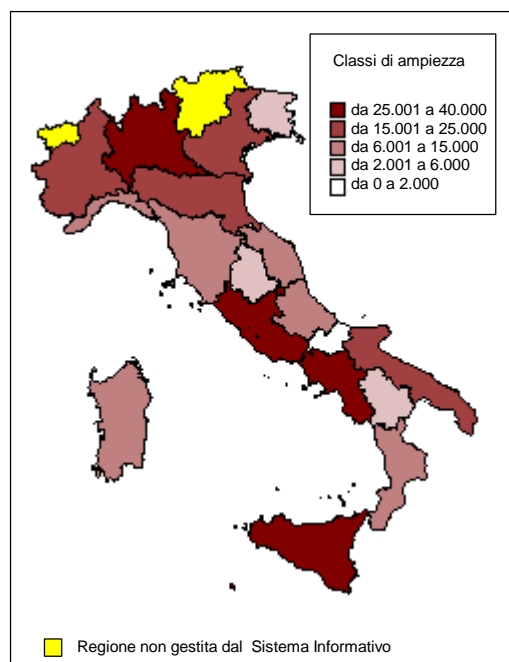 Classi di ampiezza
da 25.001 a 40.000
da 15.001 a 25.000
da 6.001 a 15.000
da 2.001 a 6.000
da 0 a 2.000
Regione non gestita dal Sistema Informativo